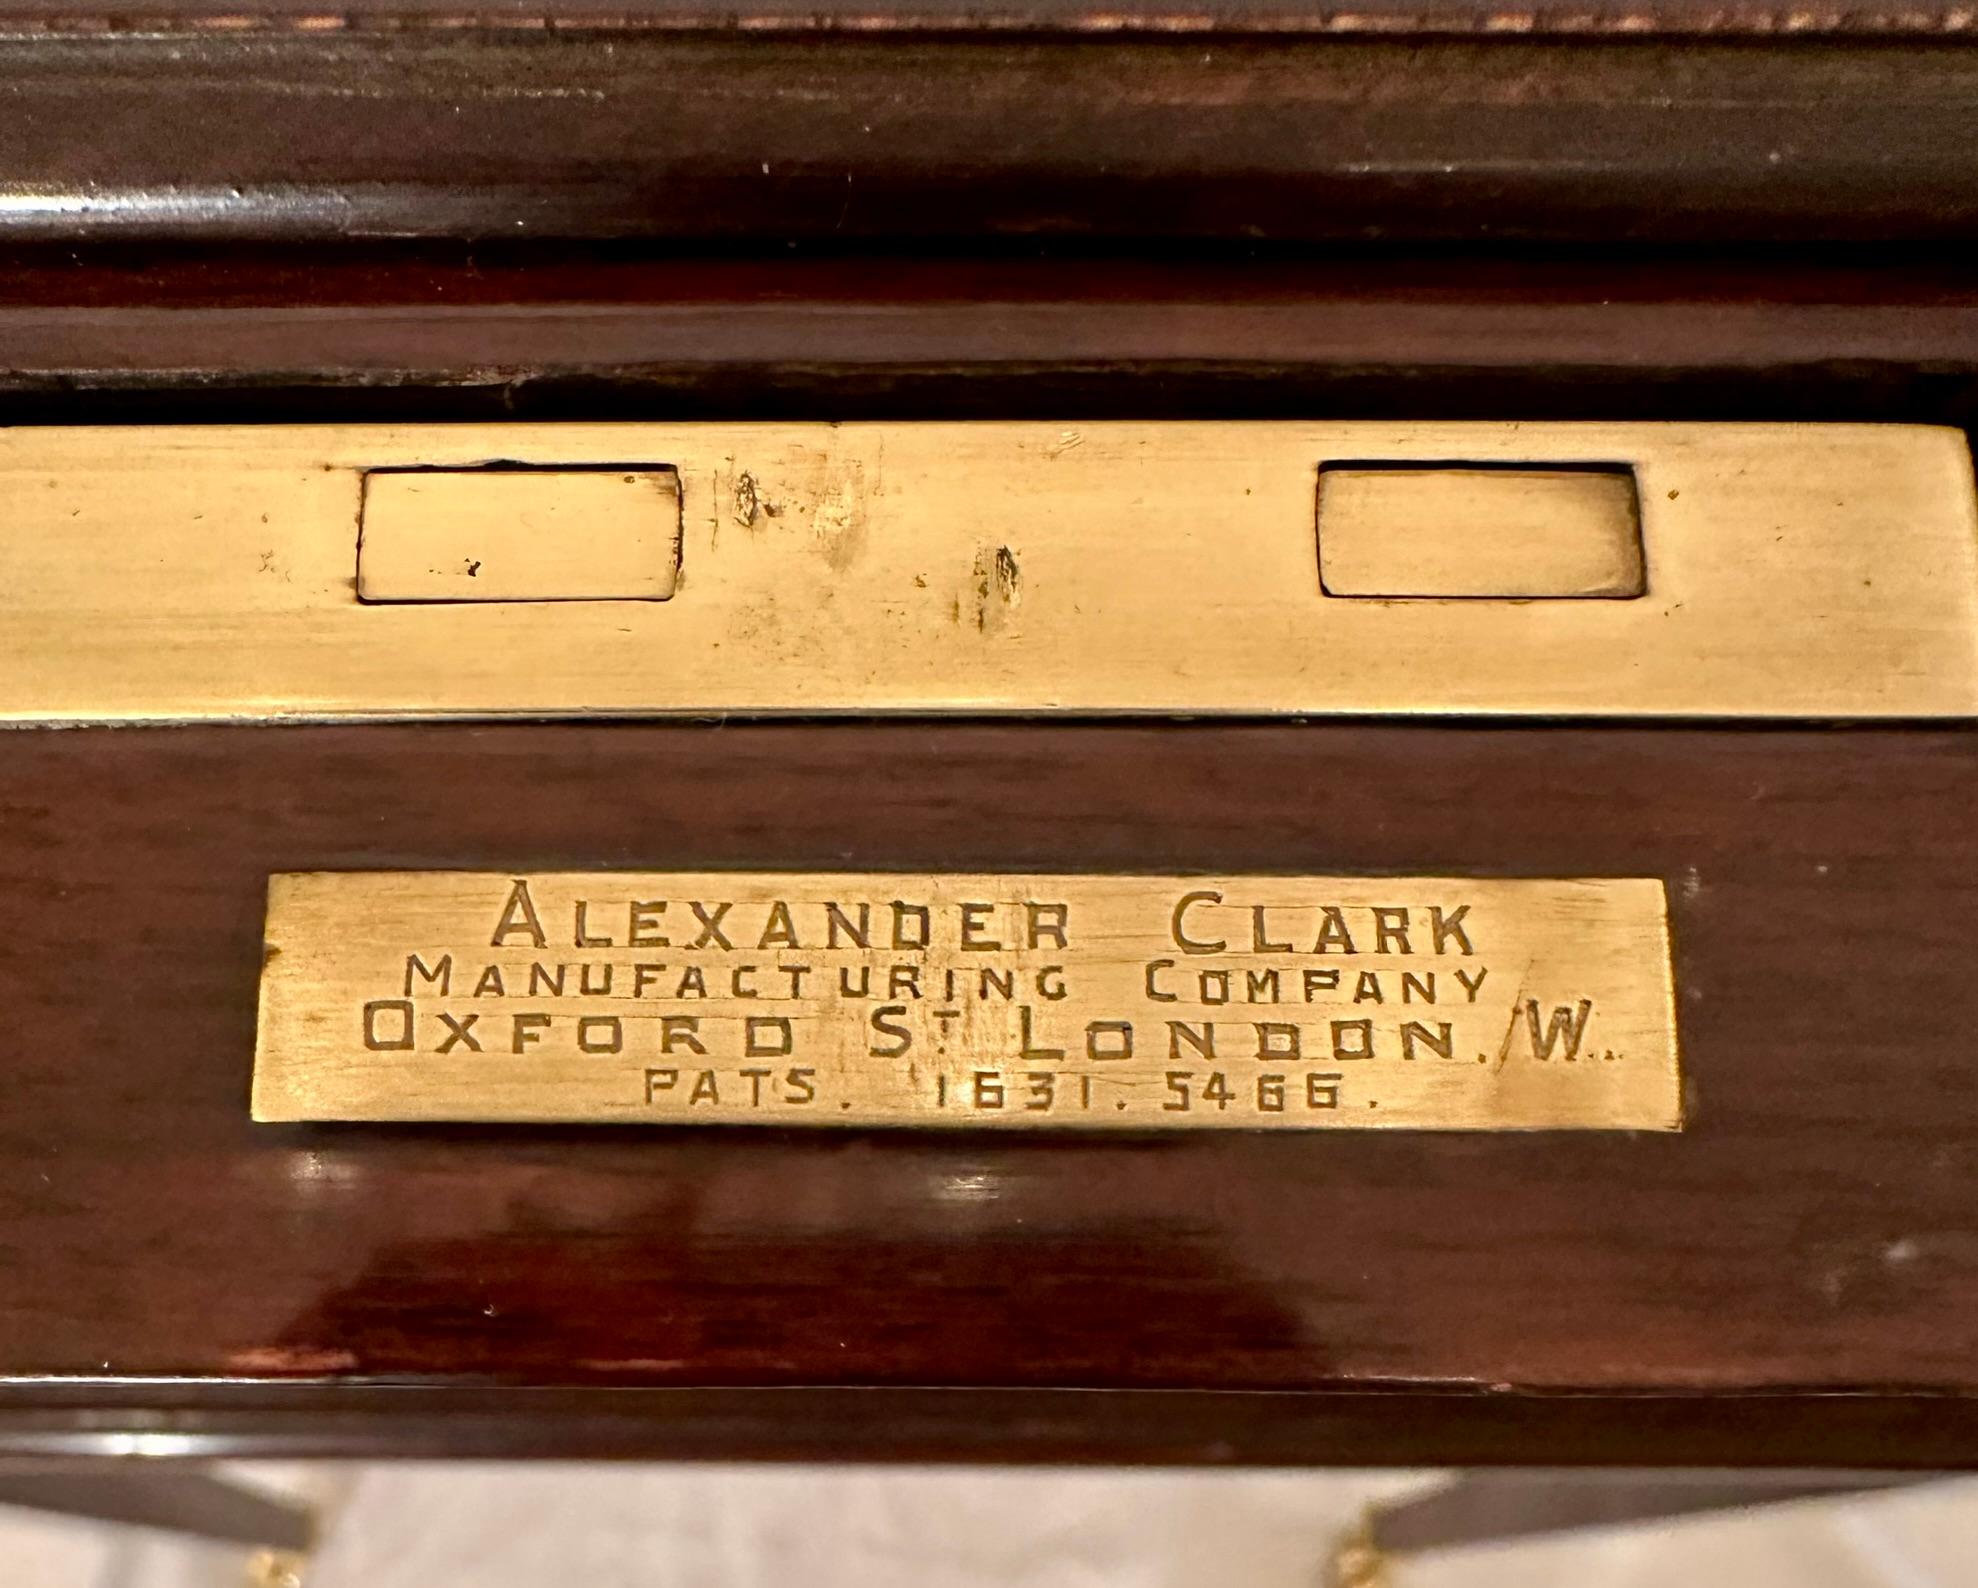 ALEXANDER CLARK
MANUFACTURING COMPANY
OXFORD ST LONDON. W..
PATS. 1631. 5466.